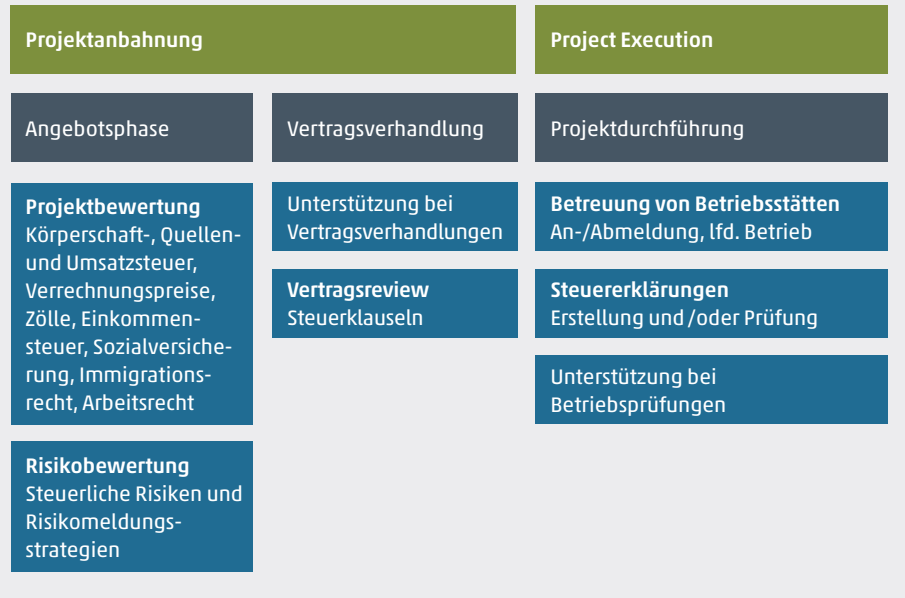 Projektanbahnung
Project Execution
Angebotsphase
Vertragsverhandlung
Projektdurchführung
Projektbewertung
Körperschaft-, Quellen-
und Umsatzsteuer,
Verrechnungspreise,
Zölle, Einkommen-
steuer, Sozialversiche-
rung, Immigrations-
recht, Arbeitsrecht
Risikobewertung
Steuerliche Risiken und
Risikomeldungs-
strategien
Unterstützung bei
Vertragsverhandlungen
Vertragsreview
Steuerklauseln
Betreuung von Betriebsstätten
An-/Abmeldung, lfd. Betrieb
Steuererklärungen
Erstellung und/oder Prüfung
Unterstützung bei
Betriebsprüfungen